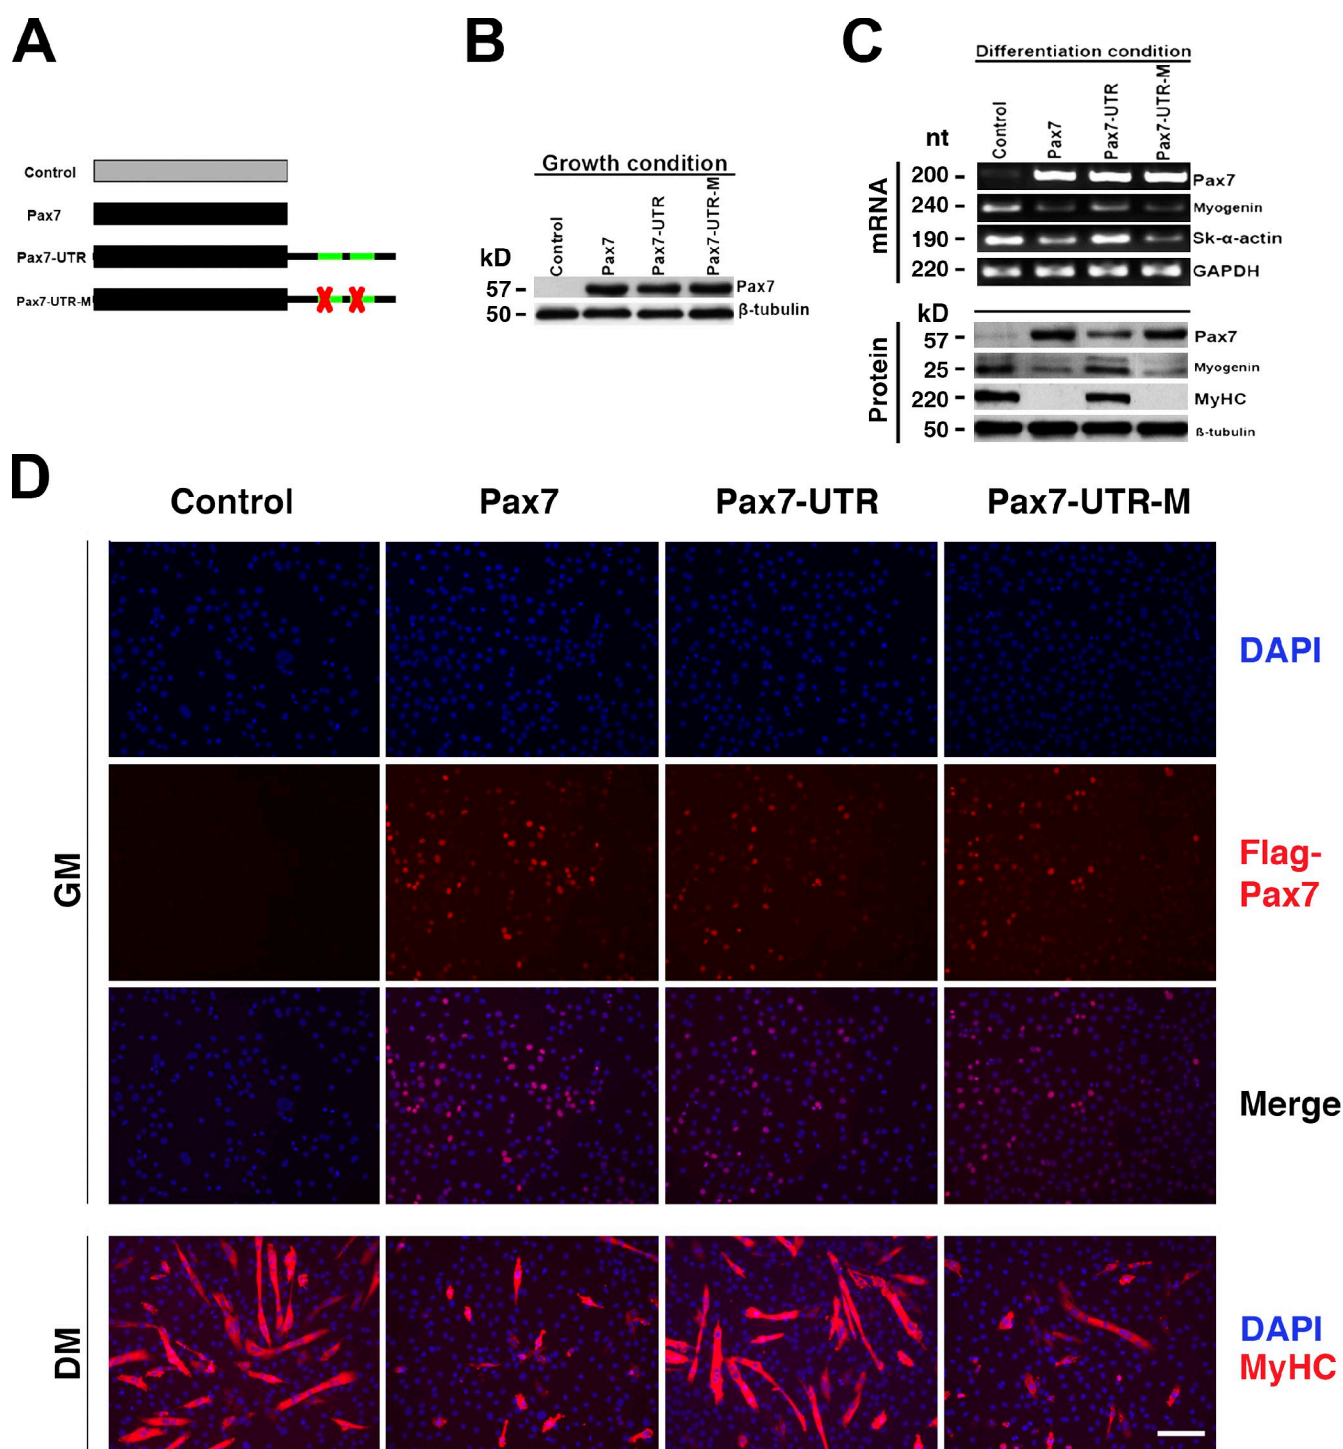 A
Control
Pax7
Pax7-UTR
Pax7-UTR-M
B
Growth condition
Control
Pax7
Pax7-UTR
Pax7-UTR-M
kD
57
Pax7
50
ß-tubulin
C
Differentiation condition
Control
Pax7
Pax7-UTR
Pax7-UTR-M
nt
mRNA
200
Pax7
240
Myogenin
190
Sk-α-actin
220
GAPDH
kD
Protein
57
Pax7
25
Myogenin
220
MyHC
50
ß-tubulin
D
Control
Pax7
Pax7-UTR
Pax7-UTR-M
GM
DAPI
Flag-
Pax7
Merge
DM
DAPI
MyHC